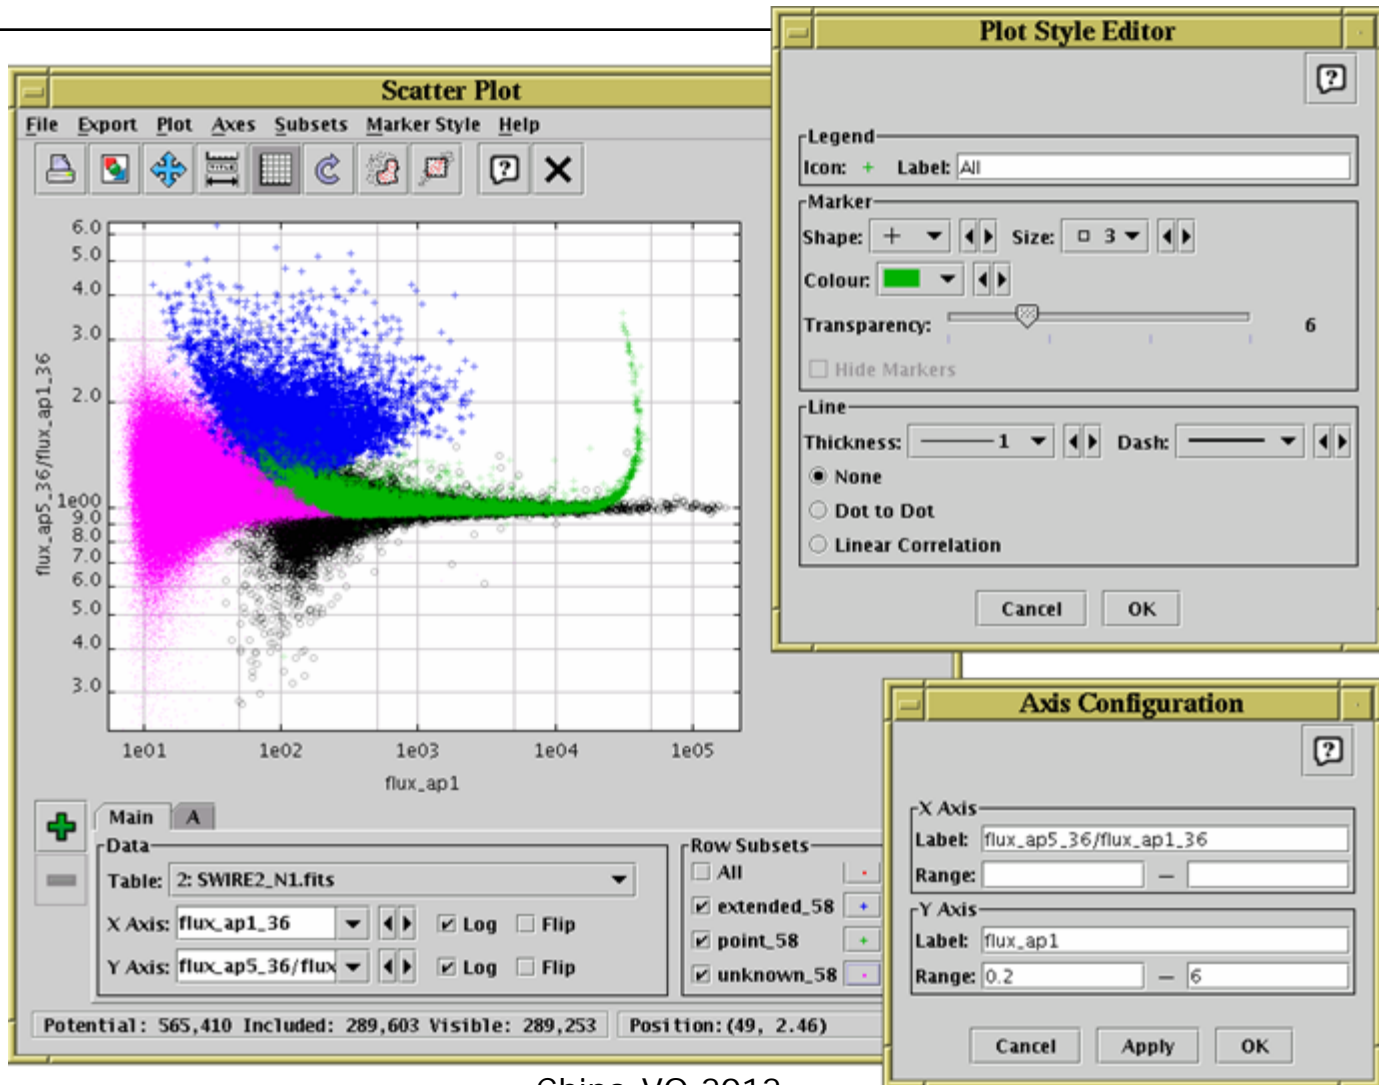 Plot Style Editor
Legend
Icon: Label: All
Marker
Shape: Size: 3
Colour:
Transparency: 6
Hide Markers
Line
Thickness: 1 Dash:
None
Dot to Dot
Linear Correlation
Cancel OK
Scatter Plot
File Export Plot Axes Subsets Marker Style Help
6.0
5.0
4.0
3.0
2.0
1e00
9.0
8.0
7.0
6.0
5.0
4.0
3.0
flux_ap5_36/flux_ap1_36
1e01 1e02 1e03 1e04 1e05
flux_ap1
Main A
Data
Table: 2: SWIRE2_N1.fits
X Axis: flux_ap1_36 Log Flip
Y Axis: flux_ap5_36/flux Log Flip
Row Subsets
All
extended_58
point_58
unknown_58
Potential: 565,410 Included: 289,603 Visible: 289,253 Position:(49, 2.46)
Axis Configuration
X Axis
Label: flux_ap5_36/flux_ap1_36
Range: –
Y Axis
Label: flux_ap1
Range: 0.2 – 6
Cancel Apply OK